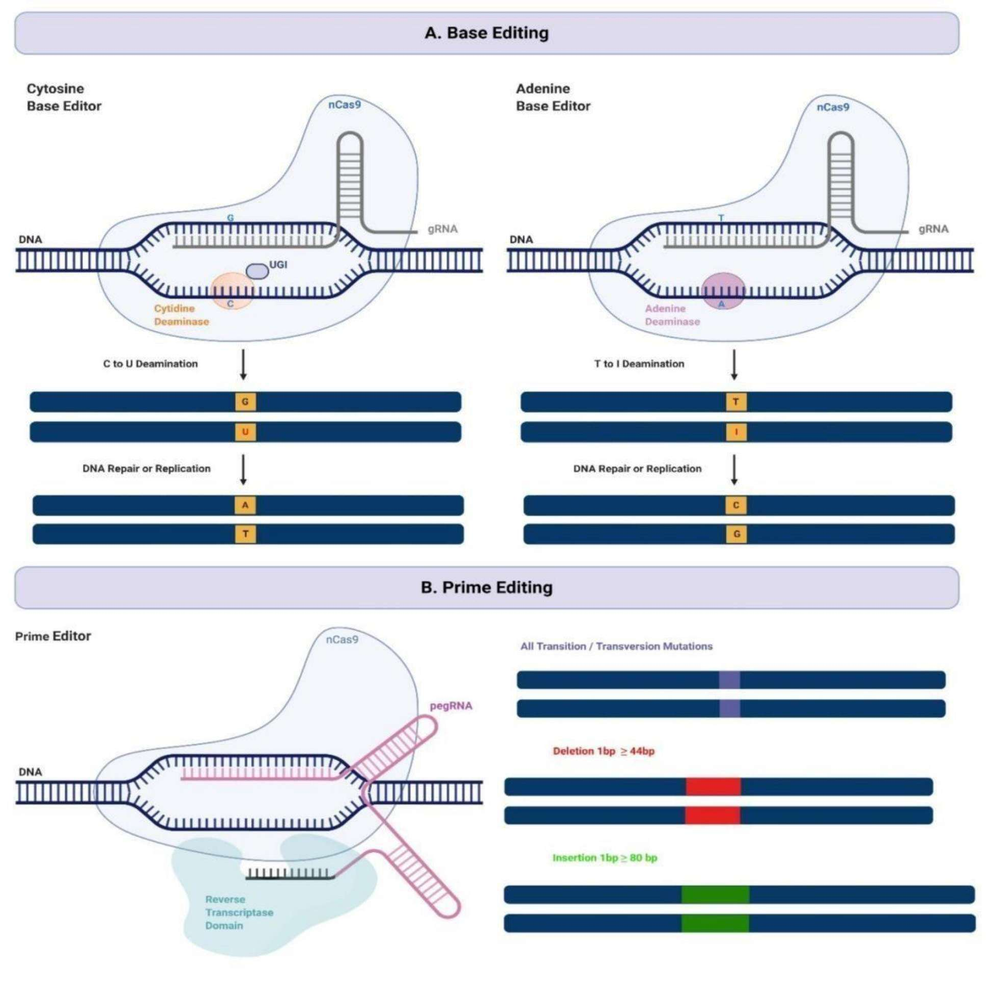 A. Base Editing
Cytosine
Base Editor
nCas9
G
DNA
gRNA
UGI
C
Cytidine
Deaminase
C to U Deamination
G
U
DNA Repair or Replication
A
T
Adenine
Base Editor
nCas9
T
DNA
gRNA
A
Adenine
Deaminase
T to I Deamination
T
I
DNA Repair or Replication
C
G
B. Prime Editing
Prime Editor
nCas9
pegRNA
DNA
Reverse
Transcriptase
Domain
All Transition / Transversion Mutations
Deletion 1bp ≥ 44bp
Insertion 1bp ≥ 80 bp